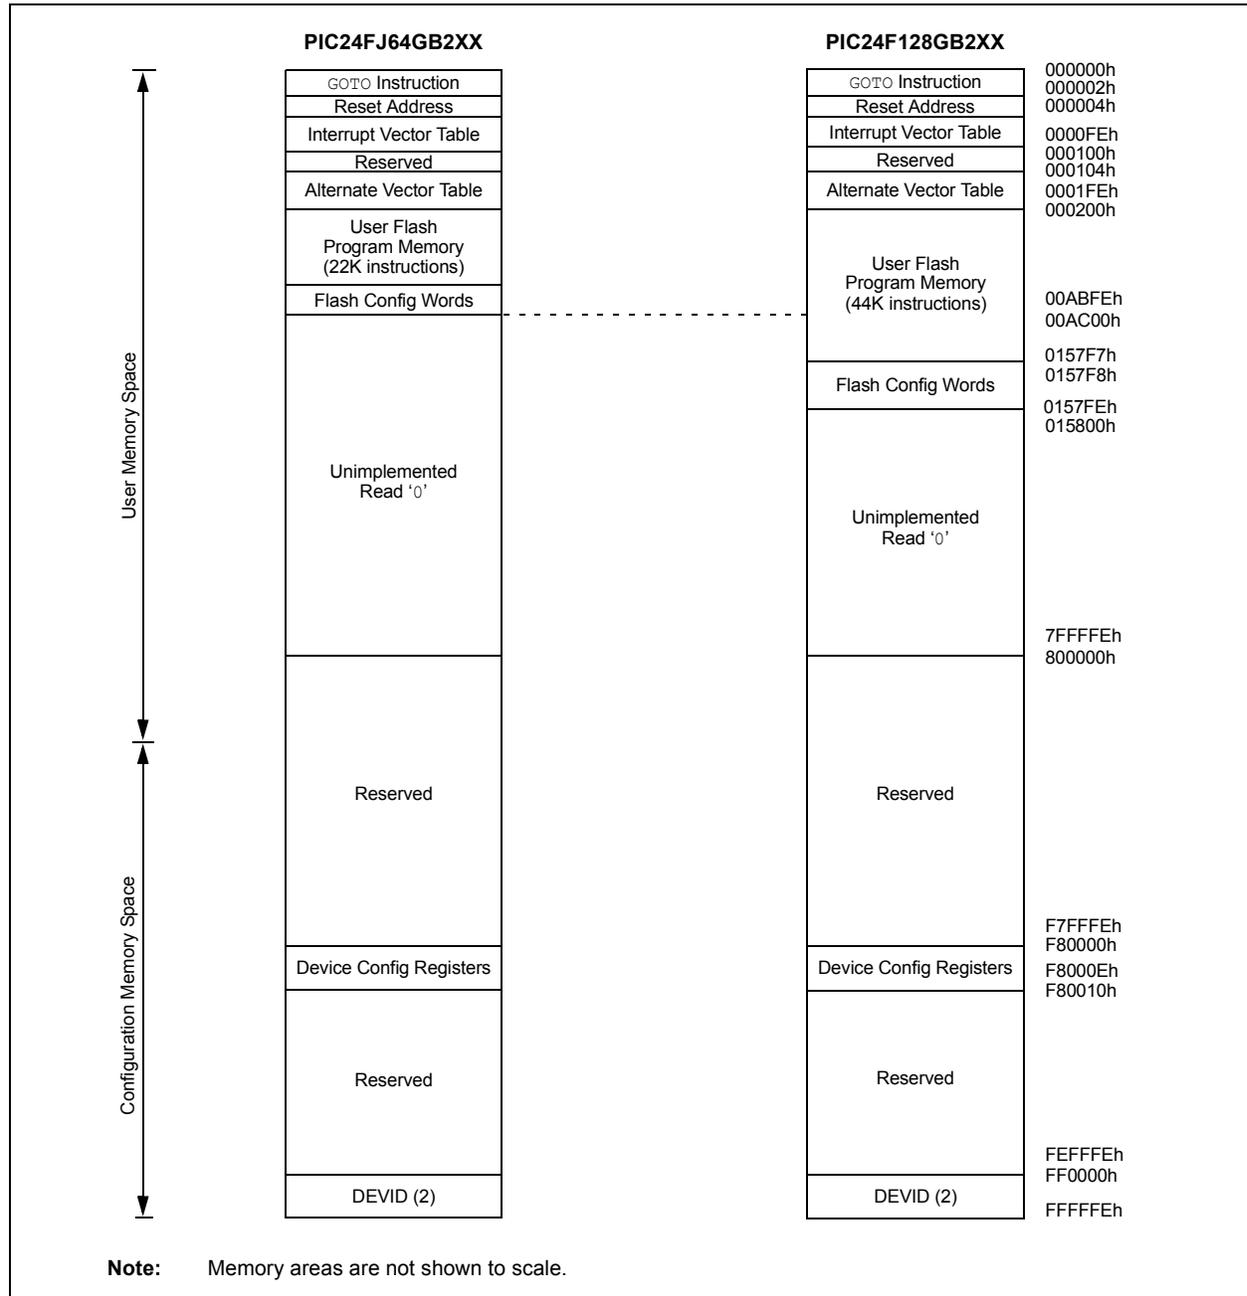 PIC24FJ64GB2XX
PIC24F128GB2XX
GOTO Instruction
Reset Address
Interrupt Vector Table
Reserved
Alternate Vector Table
User Flash
Program Memory
(22K instructions)
Flash Config Words
Unimplemented
Read ‘0’
Reserved
Device Config Registers
Reserved
DEVID (2)
GOTO Instruction
Reset Address
Interrupt Vector Table
Reserved
Alternate Vector Table
User Flash
Program Memory
(44K instructions)
Flash Config Words
Unimplemented
Read ‘0’
Reserved
Device Config Registers
Reserved
DEVID (2)
000000h
000002h
000004h
0000FEh
000100h
000104h
0001FEh
000200h
00ABFEh
00AC00h
0157F7h
0157F8h
0157FEh
015800h
7FFFFEh
800000h
F7FFFEh
F80000h
F8000Eh
F80010h
FEFFFEh
FF0000h
FFFFFEh
User Memory Space
Configuration Memory Space
Note: Memory areas are not shown to scale.